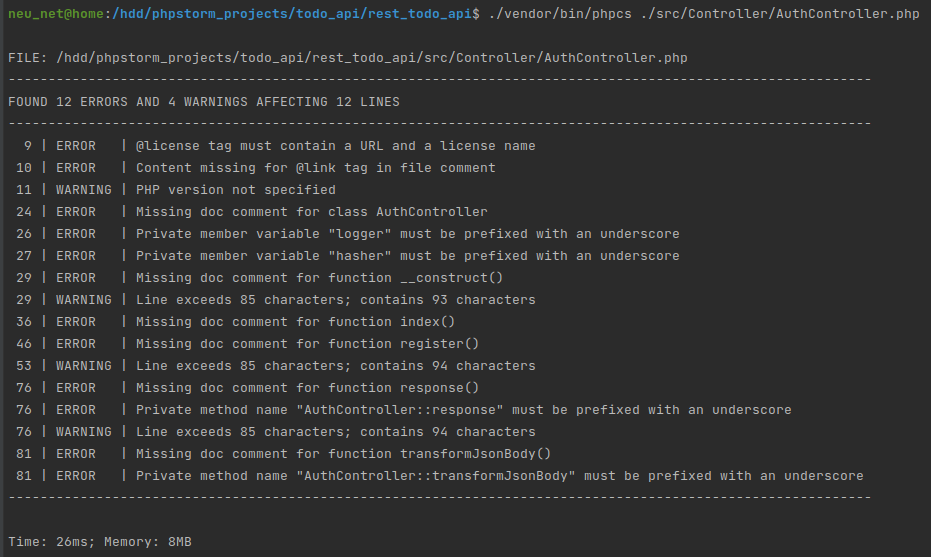 neu_net@home:/hdd/phpstorm_projects/todo_api/rest_todo_api$ ./vendor/bin/phpcs ./src/Controller/AuthController.php
FILE: /hdd/phpstorm_projects/todo_api/rest_todo_api/src/Controller/AuthController.php
------------------------------------------------------------------------------------------------------------
FOUND 12 ERRORS AND 4 WARNINGS AFFECTING 12 LINES
------------------------------------------------------------------------------------------------------------
  9 | ERROR   | @license tag must contain a URL and a license name
 10 | ERROR   | Content missing for @link tag in file comment
 11 | WARNING | PHP version not specified
 24 | ERROR   | Missing doc comment for class AuthController
 26 | ERROR   | Private member variable "logger" must be prefixed with an underscore
 27 | ERROR   | Private member variable "hasher" must be prefixed with an underscore
 29 | ERROR   | Missing doc comment for function __construct()
 29 | WARNING | Line exceeds 85 characters; contains 93 characters
 36 | ERROR   | Missing doc comment for function index()
 46 | ERROR   | Missing doc comment for function register()
 53 | WARNING | Line exceeds 85 characters; contains 94 characters
 76 | ERROR   | Missing doc comment for function response()
 76 | ERROR   | Private method name "AuthController::response" must be prefixed with an underscore
 76 | WARNING | Line exceeds 85 characters; contains 94 characters
 81 | ERROR   | Missing doc comment for function transformJsonBody()
 81 | ERROR   | Private method name "AuthController::transformJsonBody" must be prefixed with an underscore
------------------------------------------------------------------------------------------------------------
Time: 26ms; Memory: 8MB